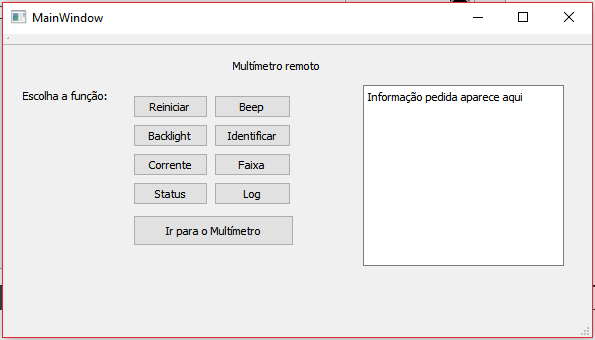 MainWindow
Multímetro remoto
Escolha a função:
Reiniciar Beep
Backlight Identificar
Corrente Faixa
Status Log
Ir para o Multímetro
Informação pedida aparece aqui